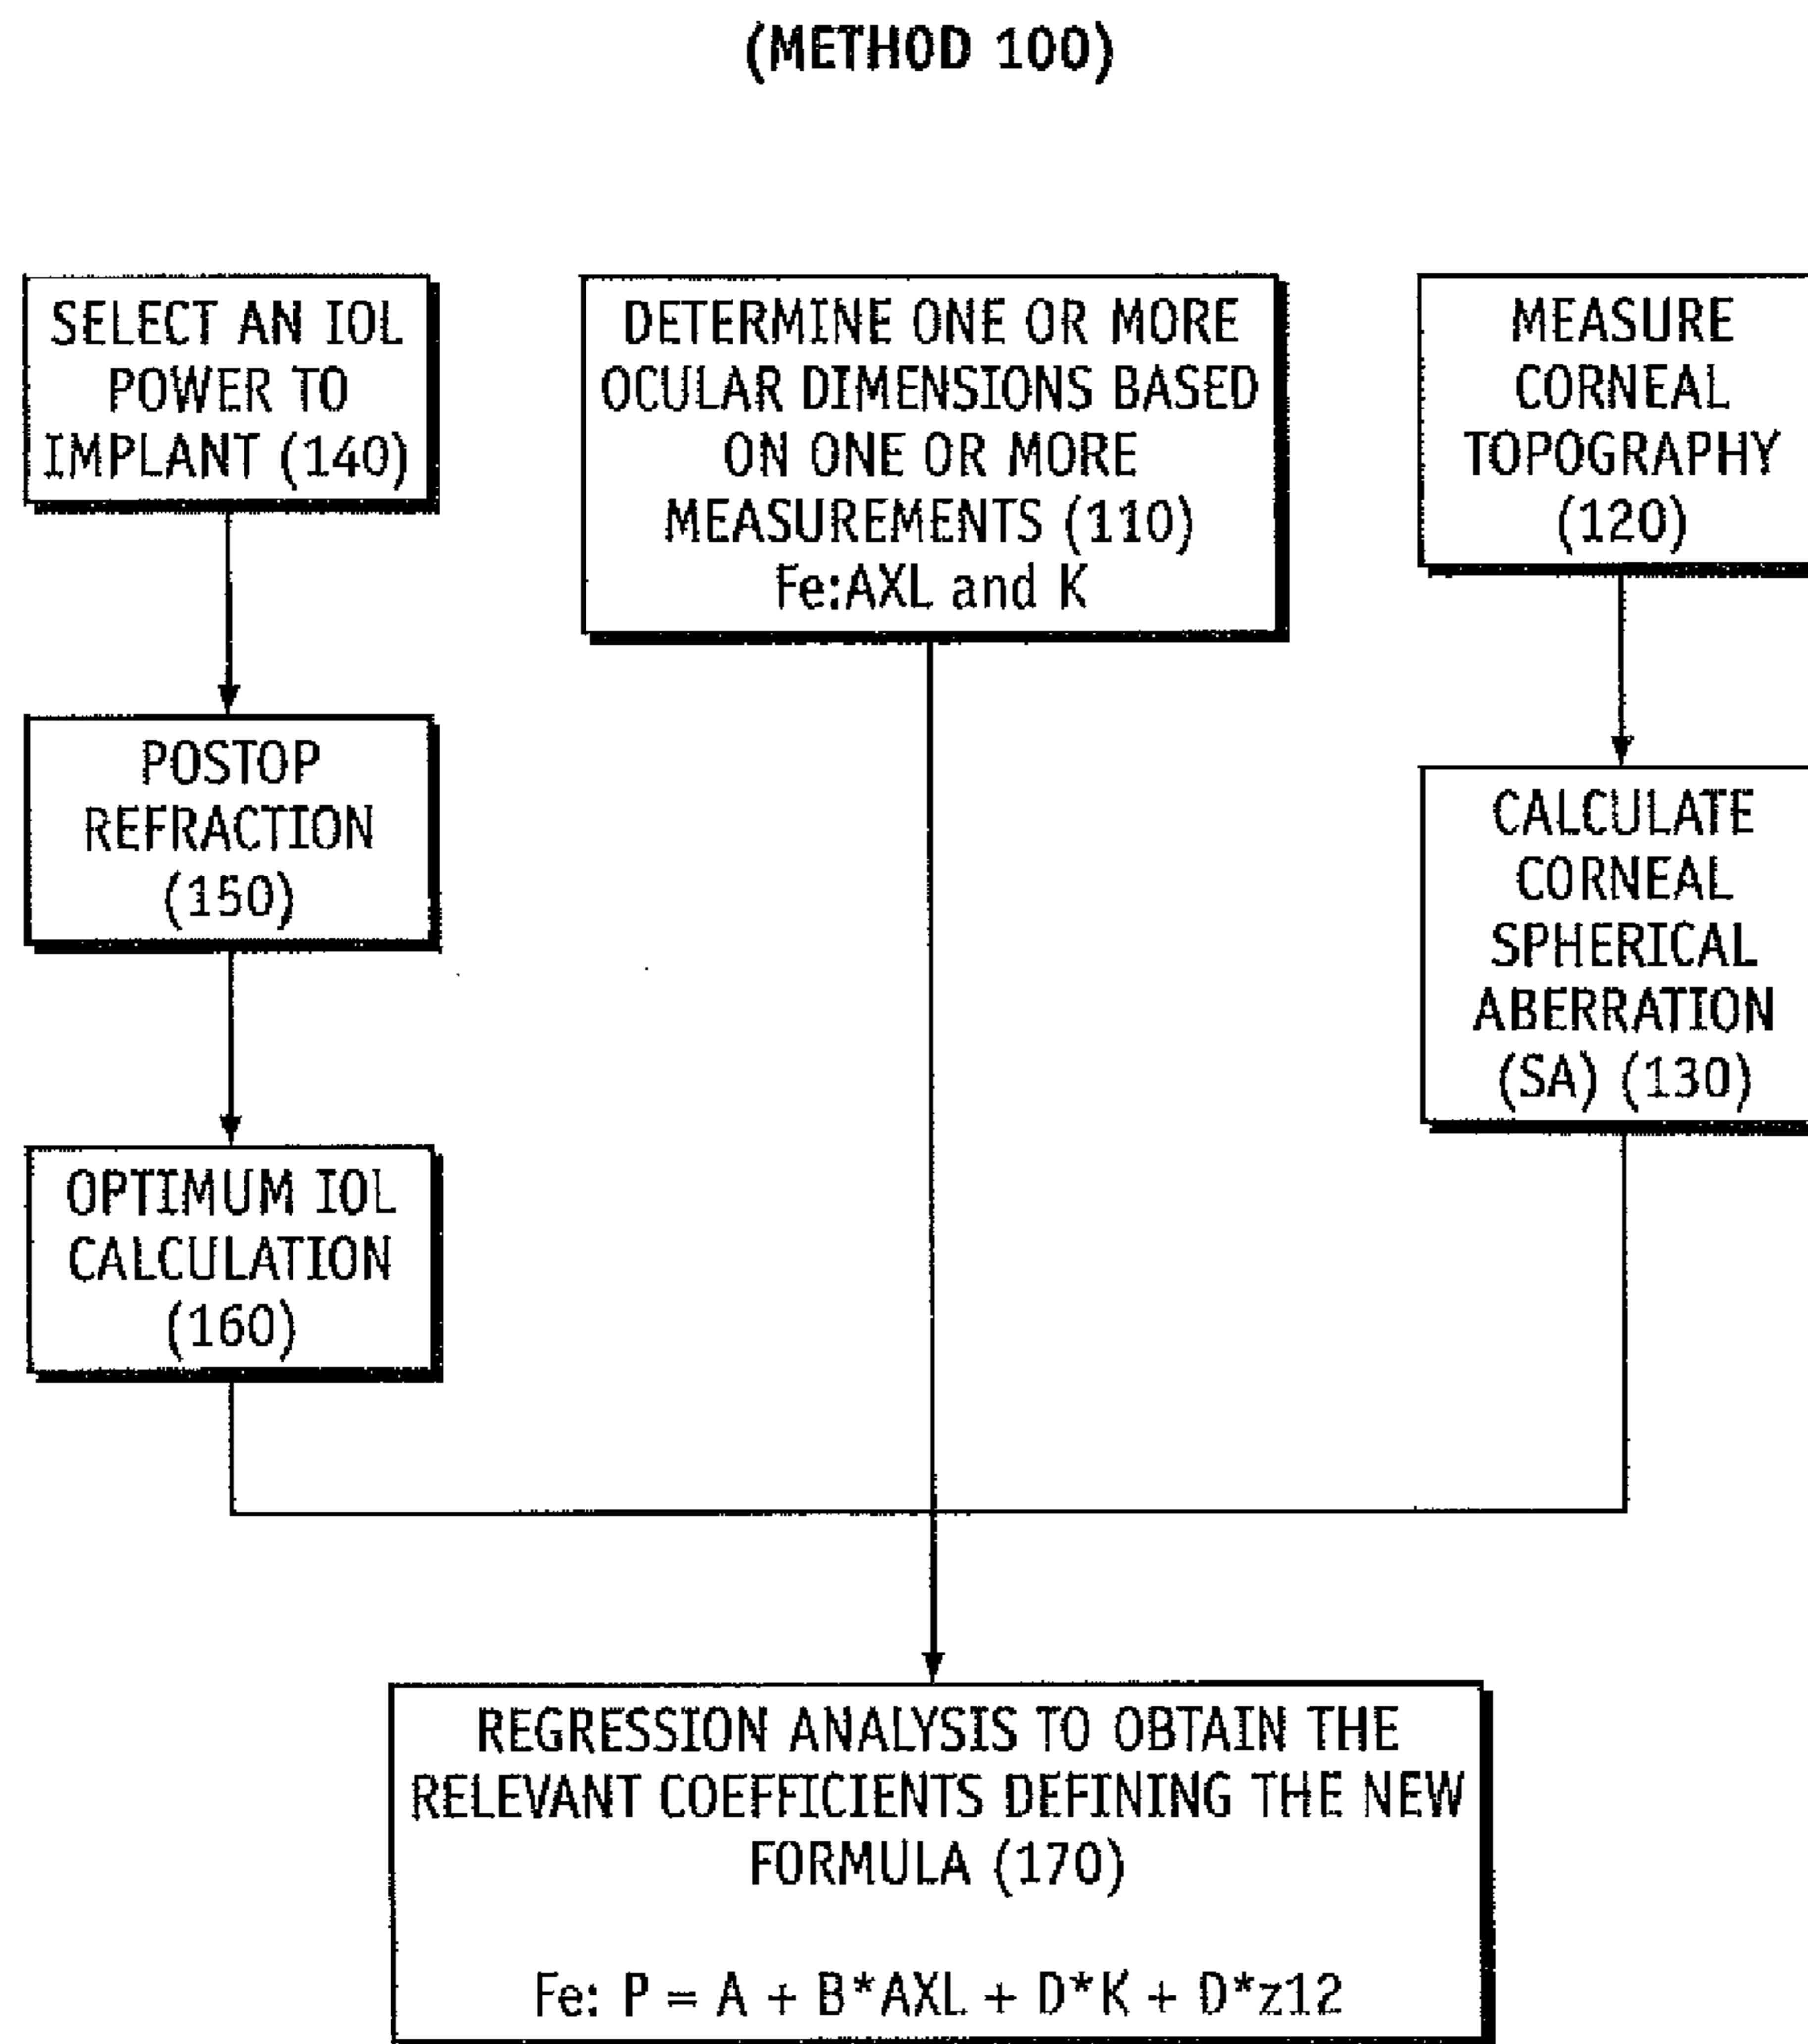 (METHOD 100)
SELECT AN IOL
POWER TO
IMPLANT (140)
POSTOP
REFRACTION
(150)
OPTIMUM IOL
CALCULATION
(160)
DETERMINE ONE OR MORE
OCULAR DIMENSIONS BASED
ON ONE OR MORE
MEASUREMENTS (110)
Fe:AXL and K
MEASURE
CORNEAL
TOPOGRAPHY
(120)
CALCULATE
CORNEAL
SPHERICAL
ABERRATION
(SA) (130)
REGRESSION ANALYSIS TO OBTAIN THE
RELEVANT COEFFICIENTS DEFINING THE NEW
FORMULA (170)
Fe: P = A + B*AXL + D*K + D*z12